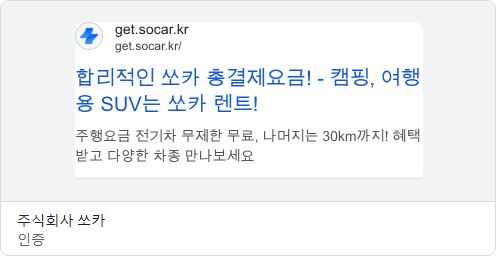 get.socar.kr
get.socar.kr/
합리적인 쏘카 총결제요금! - 캠핑, 여행
용 SUV는 쏘카 렌트!
주행요금 전기차 무제한 무료, 나머지는 30km까지! 혜택
받고 다양한 차종 만나보세요
주식회사 쏘카
인증